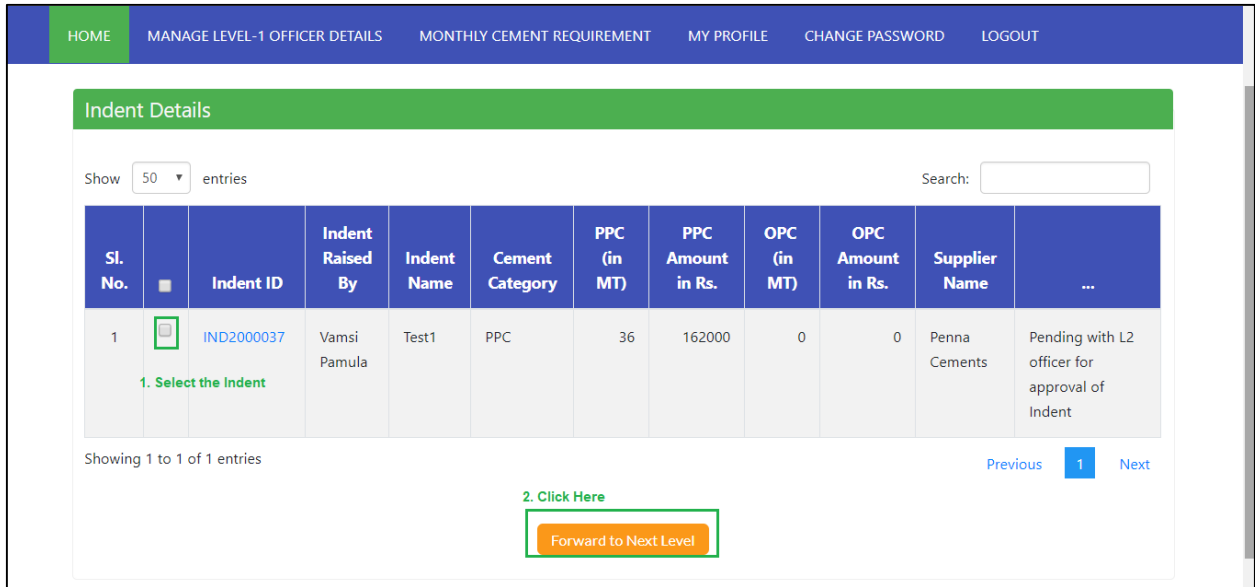 HOME MANAGE LEVEL-1 OFFICER DETAILS MONTHLY CEMENT REQUIREMENT MY PROFILE CHANGE PASSWORD LOGOUT
Indent Details
Show 50 entries Search:
Sl. No. Indent ID Indent Raised By Indent Name Cement Category PPC (in MT) PPC Amount in Rs. OPC (in MT) OPC Amount in Rs. Supplier Name ...
1 IND2000037 Vamsi Pamula Test1 PPC 36 162000 0 0 Penna Cements Pending with L2 officer for approval of Indent
1. Select the Indent
Showing 1 to 1 of 1 entries Previous 1 Next
2. Click Here
Forward to Next Level